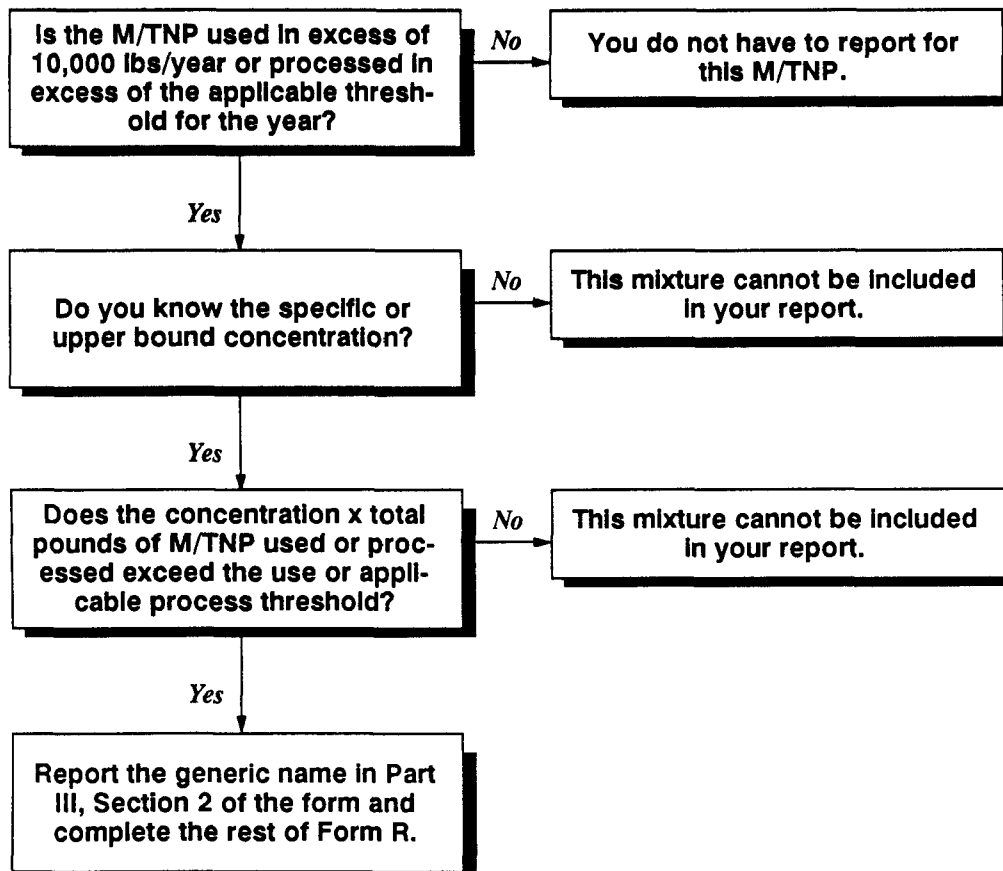 Is the M/TNP used in excess of
10,000 lbs/year or processed in
excess of the applicable thresh-
old for the year?
No
You do not have to report for
this M/TNP.
Yes
Do you know the specific or
upper bound concentration?
No
This mixture cannot be included
in your report.
Yes
Does the concentration x total
pounds of M/TNP used or proc-
essed exceed the use or appli-
cable process threshold?
No
This mixture cannot be included
in your report.
Yes
Report the generic name in Part
III, Section 2 of the form and
complete the rest of Form R.